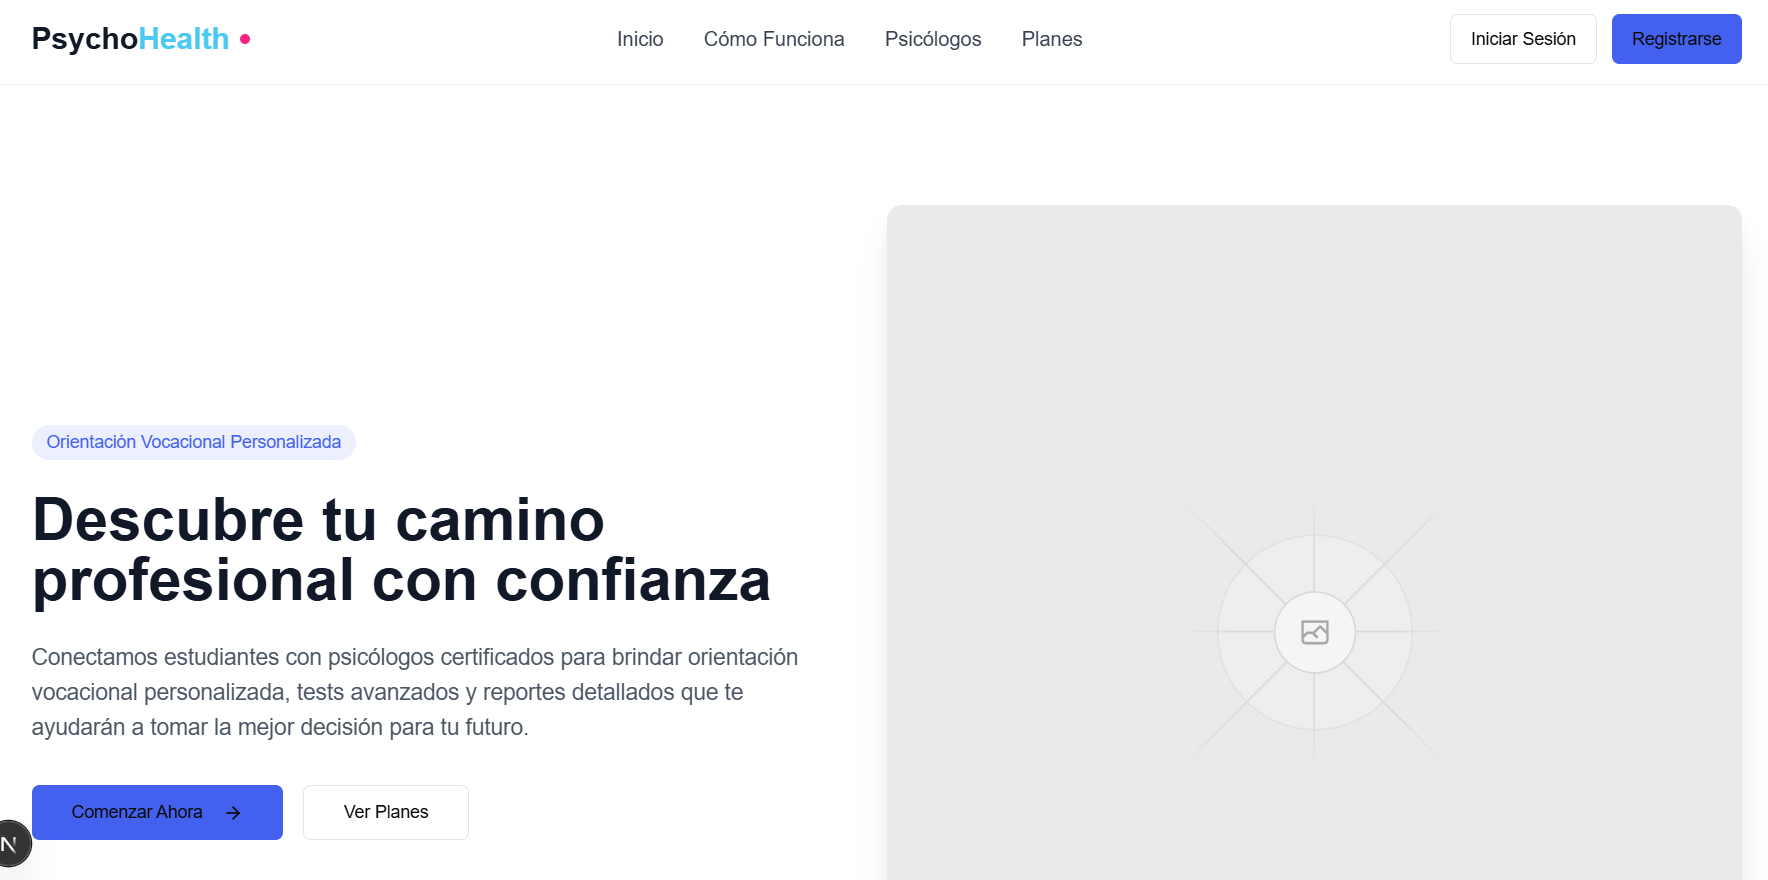 PsychoHealth
Inicio
Cómo Funciona
Psicólogos
Planes
Iniciar Sesión
Registrarse
Orientación Vocacional Personalizada
Descubre tu camino
profesional con confianza
Conectamos estudiantes con psicólogos certificados para brindar orientación
vocacional personalizada, tests avanzados y reportes detallados que te
ayudarán a tomar la mejor decisión para tu futuro.
Comenzar Ahora
Ver Planes
N